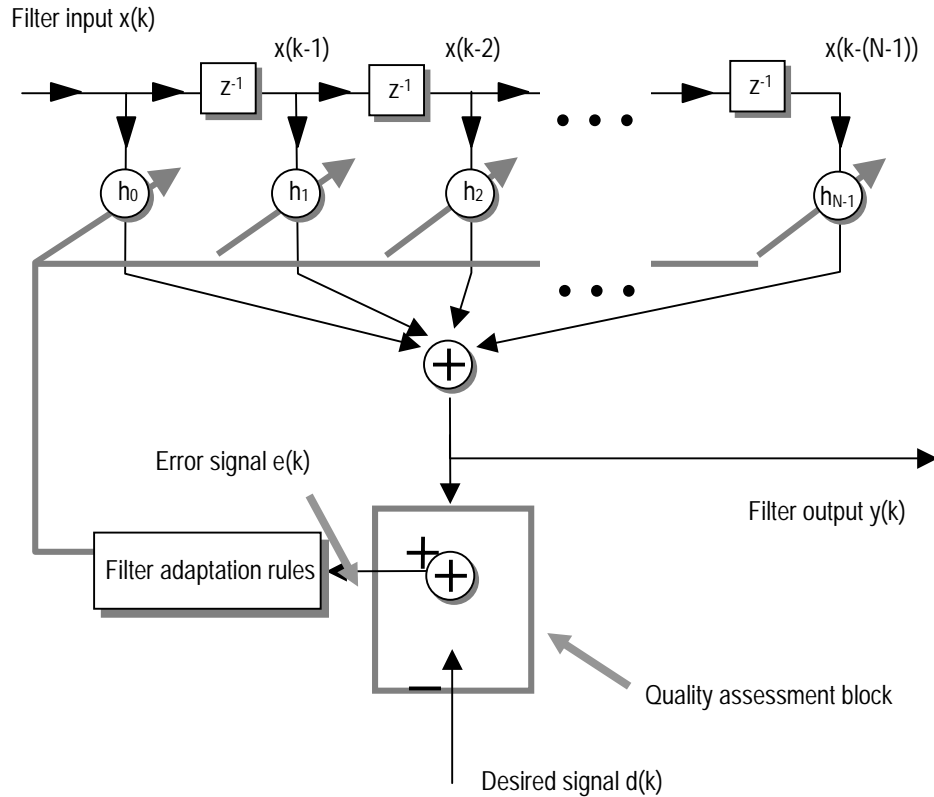 Filter input x(k)
x(k-1) x(k-2) x(k-(N-1))
z-1 z-1 z-1
• • •
h0 h1 h2 hN-1
• • •
+
Error signal e(k)
Filter output y(k)
+
Filter adaptation rules
+
–
Quality assessment block
Desired signal d(k)